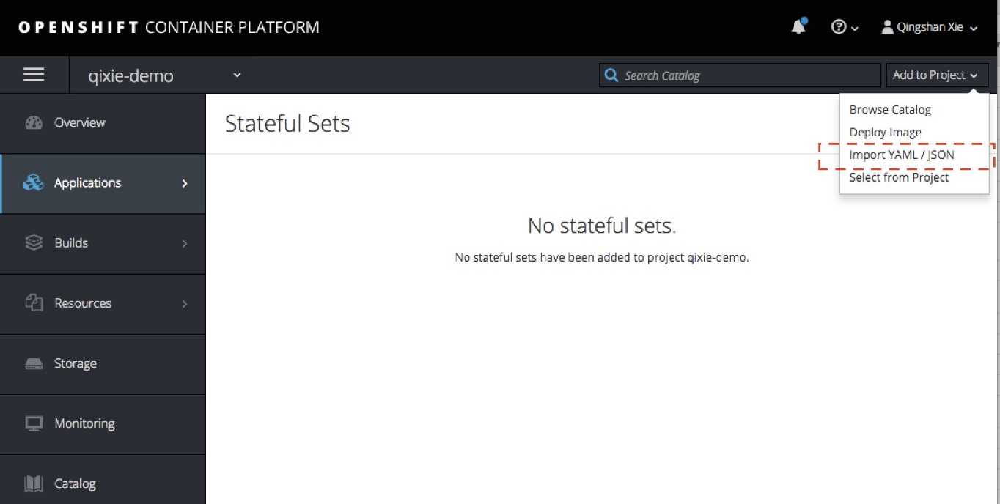 OPENSHIFT CONTAINER PLATFORM
Qingshan Xie
qixie-demo
Search Catalog
Add to Project
Browse Catalog
Deploy Image
Import YAML / JSON
Select from Project
Overview
Applications
Builds
Resources
Storage
Monitoring
Catalog
Stateful Sets
No stateful sets.
No stateful sets have been added to project qixie-demo.